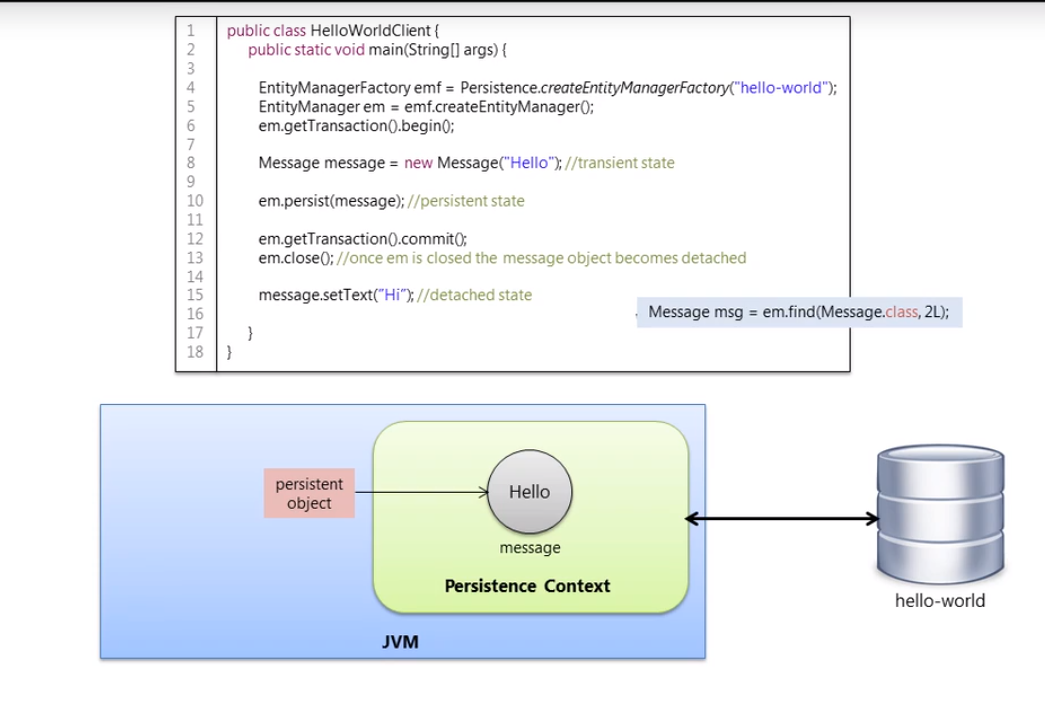 1 public class HelloWorldClient {
2 public static void main(String[] args) {
3
4 EntityManagerFactory emf = Persistence.createEntityManagerFactory("hello-world");
5 EntityManager em = emf.createEntityManager();
6 em.getTransaction().begin();
7
8 Message message = new Message("Hello"); //transient state
9
10 em.persist(message); //persistent state
11
12 em.getTransaction().commit();
13 em.close(); //once em is closed the message object becomes detached
14
15 message.setText("Hi"); //detached state
16
17 }
18 }
Message msg = em.find(Message.class, 2L);
persistent
object
Hello
message
Persistence Context
JVM
hello-world